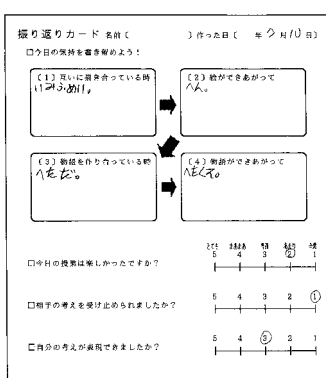 振り返りカード 名前( )作った日( 年2月10日)
□今日の気持を書き留めよう!
(1)互いに描き合っている時
いみふめい。
(2)絵ができあがって
へん。
(3)物語を作り合っている時
へただ。
(4)物語ができあがって
へたくそ。
とても まあまあ 普通 あまり 全然
□今日の授業は楽しかったですか? 5 4 3 2 1
□相手の考えを受け止められましたか? 5 4 3 2 1
□自分の考えが表現できましたか? 5 4 3 2 1